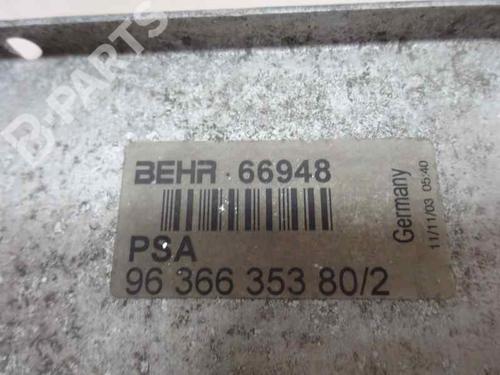 B-PARTS
BEHR 66948
PSA
96 366 353 80/2
Germany
11/11/03 05:40